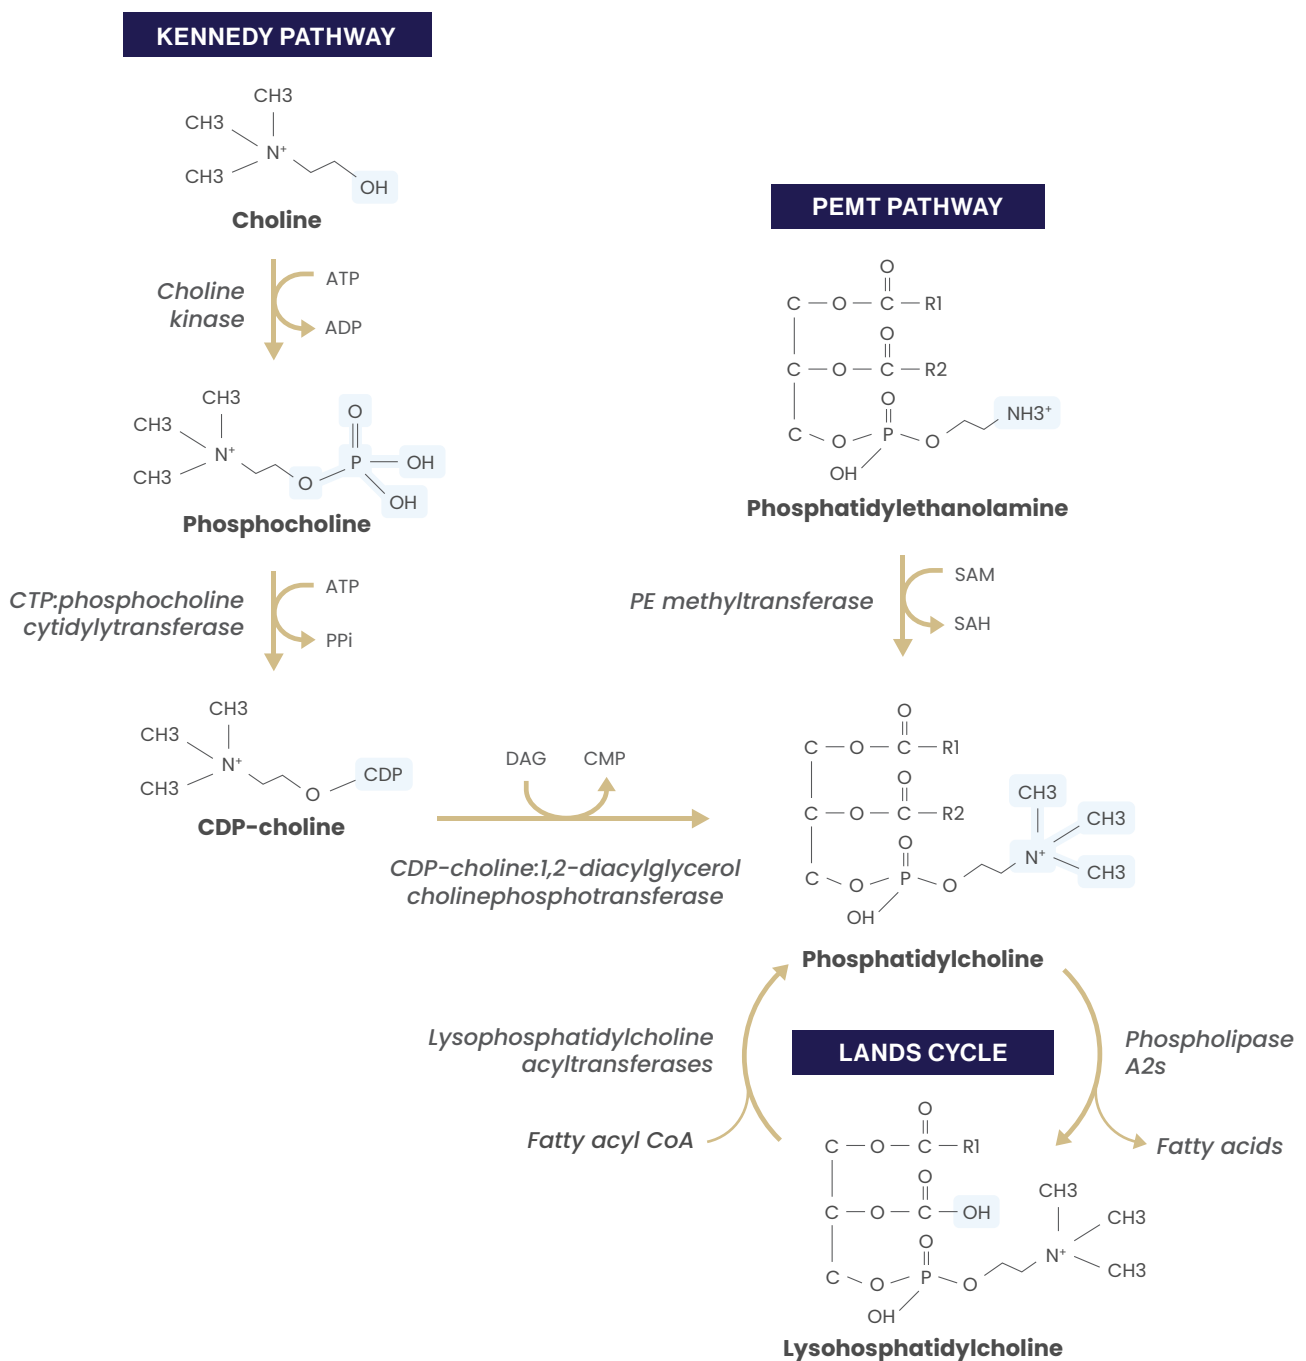 KENNEDY PATHWAY
CH3
CH3
N+
CH3
OH
Choline
Choline
kinase
ATP
ADP
CH3
CH3
O
N+
P
OH
CH3
O
OH
Phosphocholine
CTP:phosphocholine
cytidylytransferase
ATP
PPi
CH3
CH3
N+
CDP
CH3
O
CDP-choline
DAG
CMP
CDP-choline:1,2-diacylglycerol
cholinephosphotransferase
PEMT PATHWAY
O
C O C R1
O
C O C R2
O
NH3+
C O P O
OH
Phosphatidylethanolamine
PE methyltransferase
SAM
SAH
O
C O C R1
O
CH3
C O C R2
CH3
O
N+
CH3
C O P O
OH
Phosphatidylcholine
Lysophosphatidylcholine
acyltransferases
Fatty acyl CoA
LANDS CYCLE
Phospholipase
A2s
Fatty acids
O
C O C R1
O
CH3
C O C OH
CH3
O
N+
CH3
C O P O
OH
Lysohosphatidylcholine